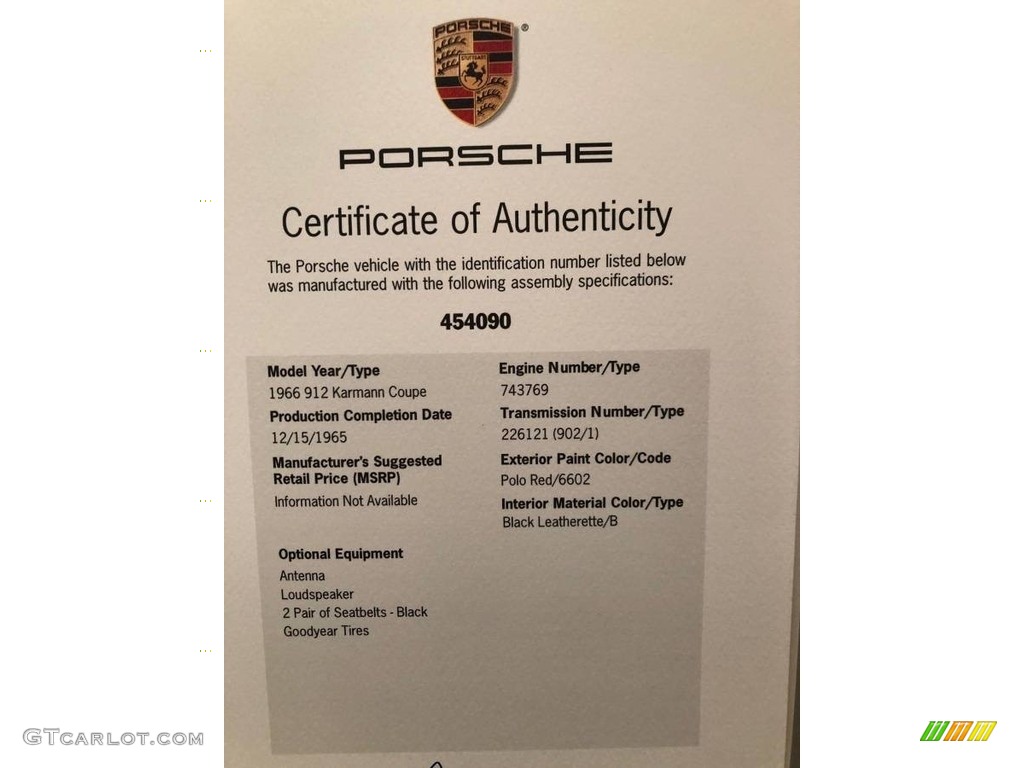 PORSCHE
STUTTGART
®
PORSCHE
Certificate of Authenticity
The Porsche vehicle with the identification number listed below
was manufactured with the following assembly specifications:
454090
Model Year/Type
1966 912 Karmann Coupe
Production Completion Date
12/15/1965
Manufacturer's Suggested
Retail Price (MSRP)
Information Not Available
Engine Number/Type
743769
Transmission Number/Type
226121 (902/1)
Exterior Paint Color/Code
Polo Red/6602
Interior Material Color/Type
Black Leatherette/B
Optional Equipment
Antenna
Loudspeaker
2 Pair of Seatbelts - Black
Goodyear Tires
GTCARLOT.COM